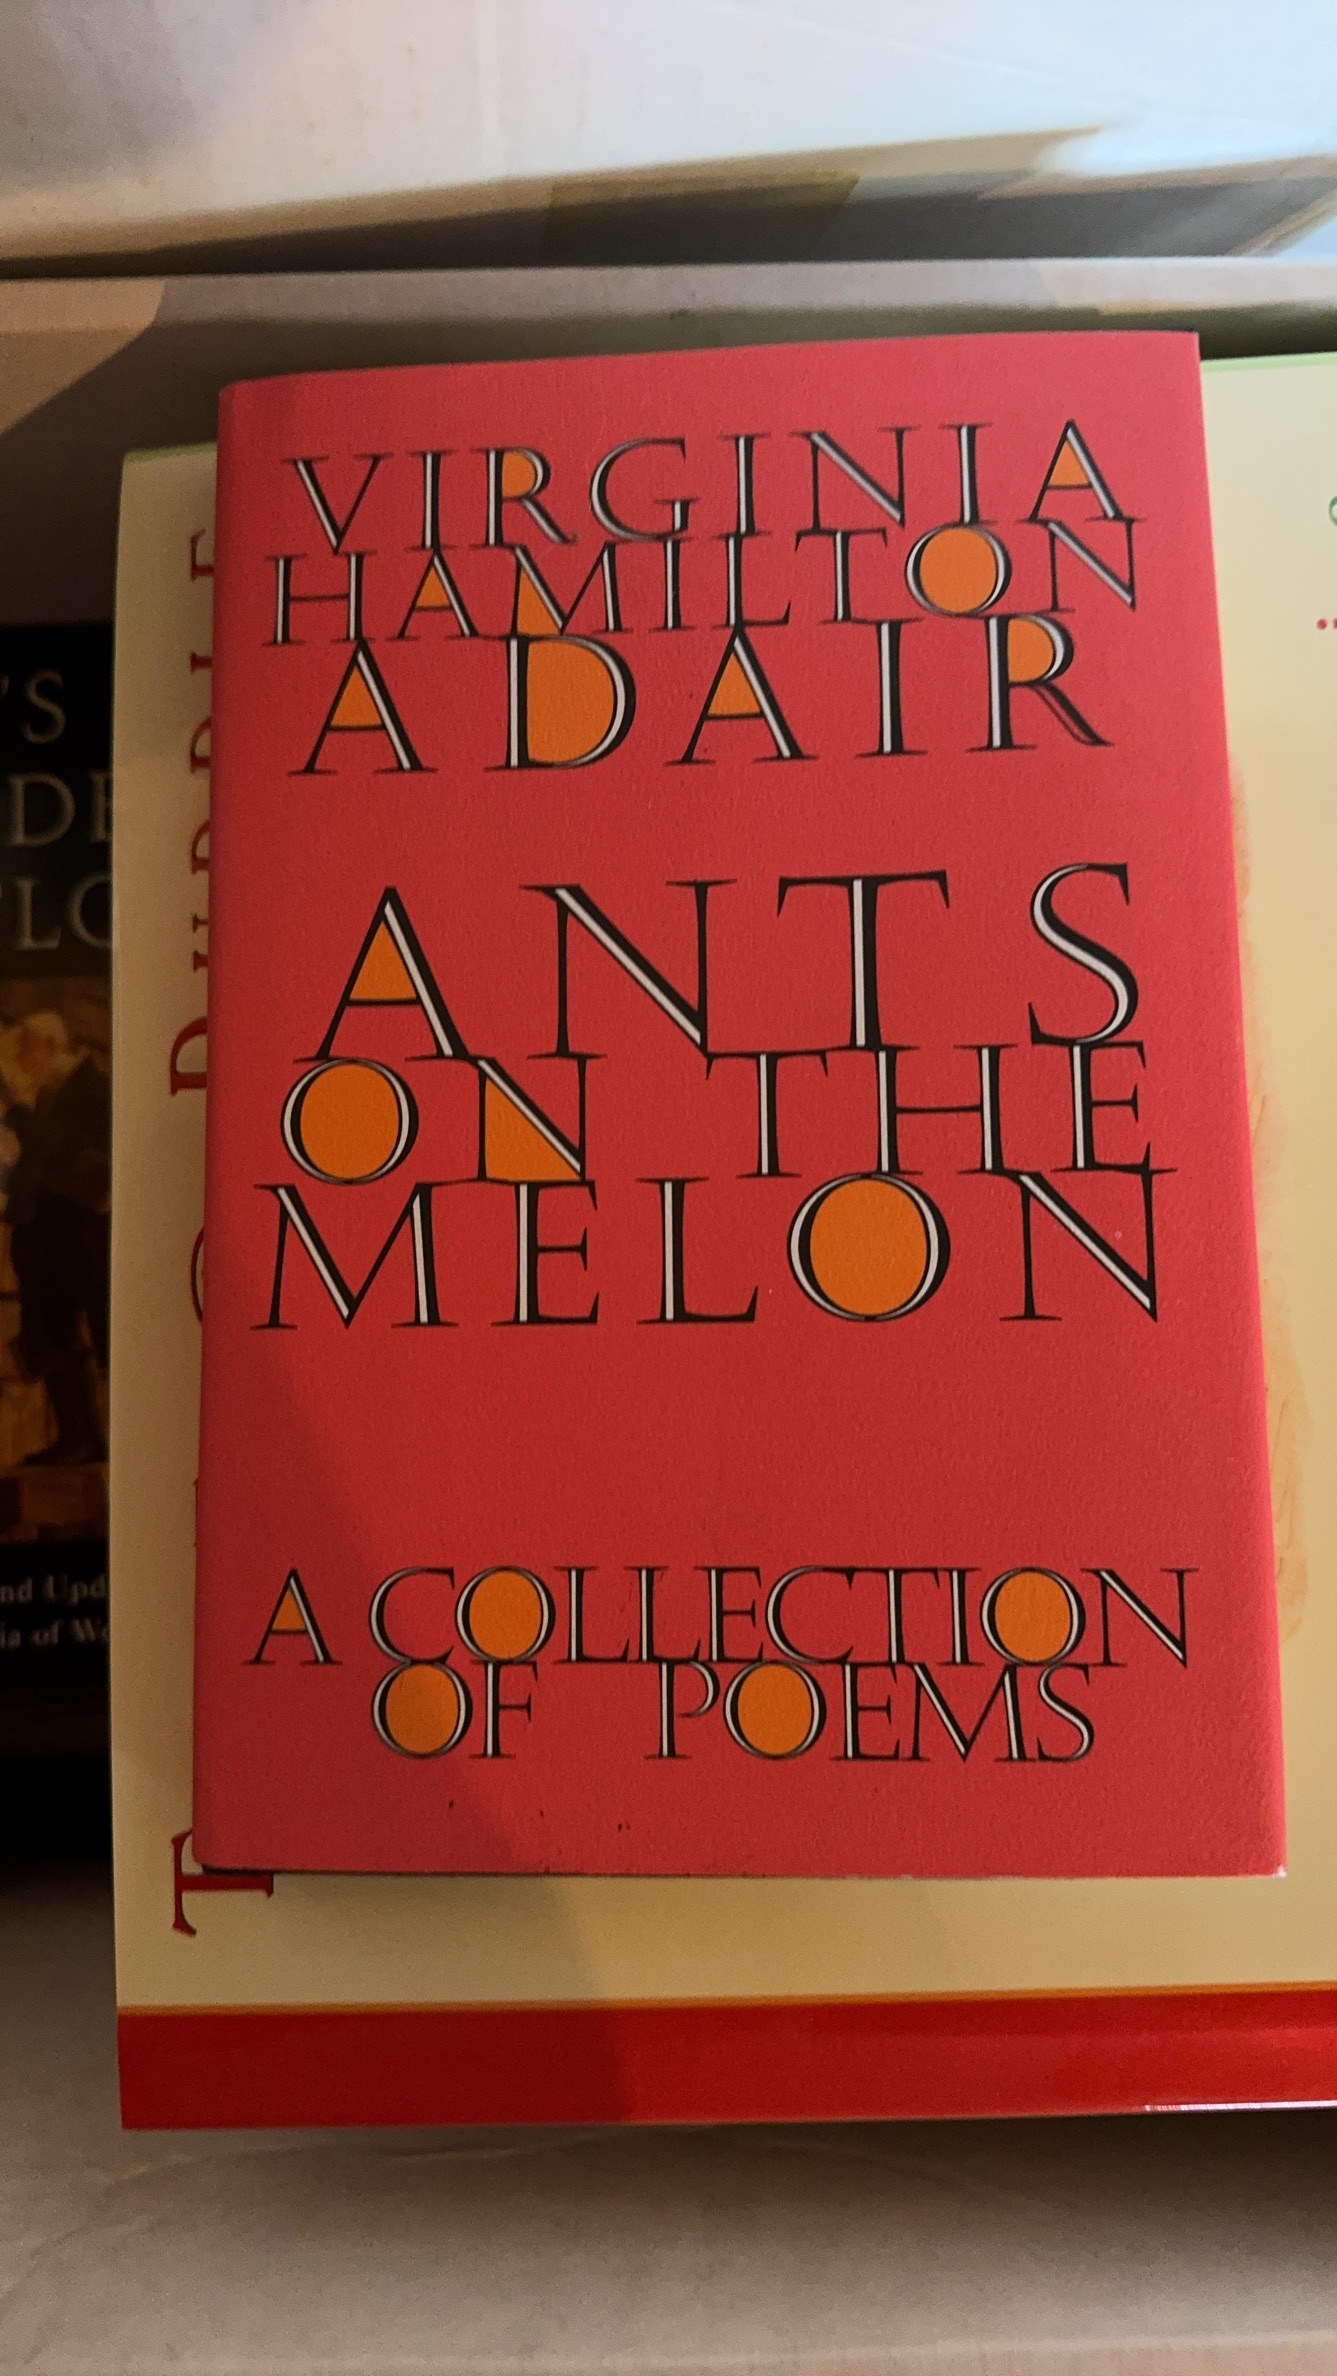 VIRGINIA
HAMILTON
ADAIR
ANTS
ON THE
MELON
A COLLECTION
OF POEMS
'S